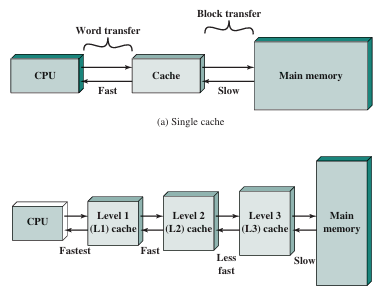 Block transfer
Word transfer
CPU
Cache
Main memory
Fast
Slow
(a) Single cache
CPU
Level 1
(L1) cache
Level 2
(L2) cache
Level 3
(L3) cache
Main
memory
Fastest
Fast
Less
fast
Slow